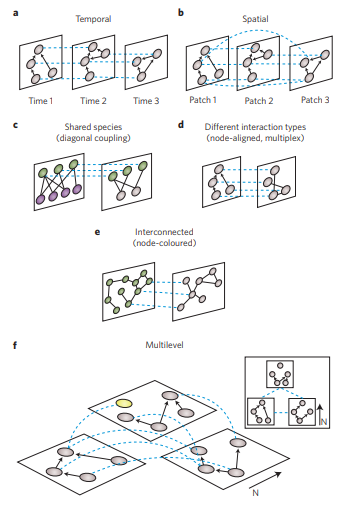 a
Temporal
Time 1
Time 2
Time 3
b
Spatial
Patch 1
Patch 2
Patch 3
c
Shared species
(diagonal coupling)
d
Different interaction types
(node-aligned, multiplex)
e
Interconnected
(node-coloured)
f
Multilevel
N
N